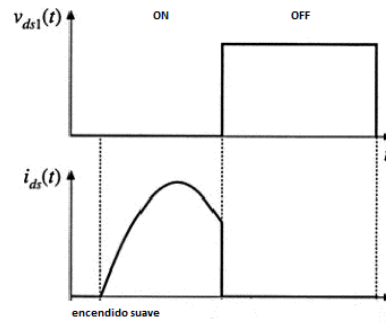 v_ds1(t) ON OFF
t
i_ds(t)
encendido suave